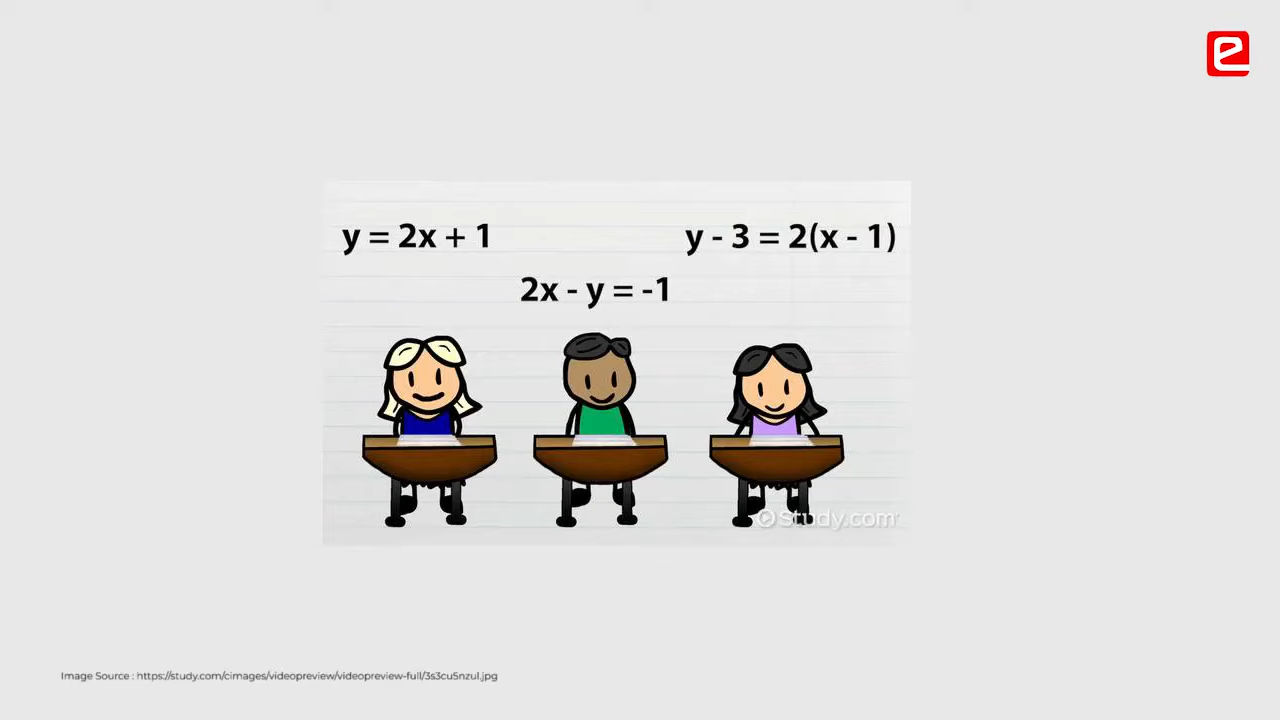 y = 2x + 1
y - 3 = 2(x - 1)
2x - y = -1
Study.com
Image Source : https://study.com/cimages/videopreview/videopreview-full/3s3cu5nzul.jpg
e